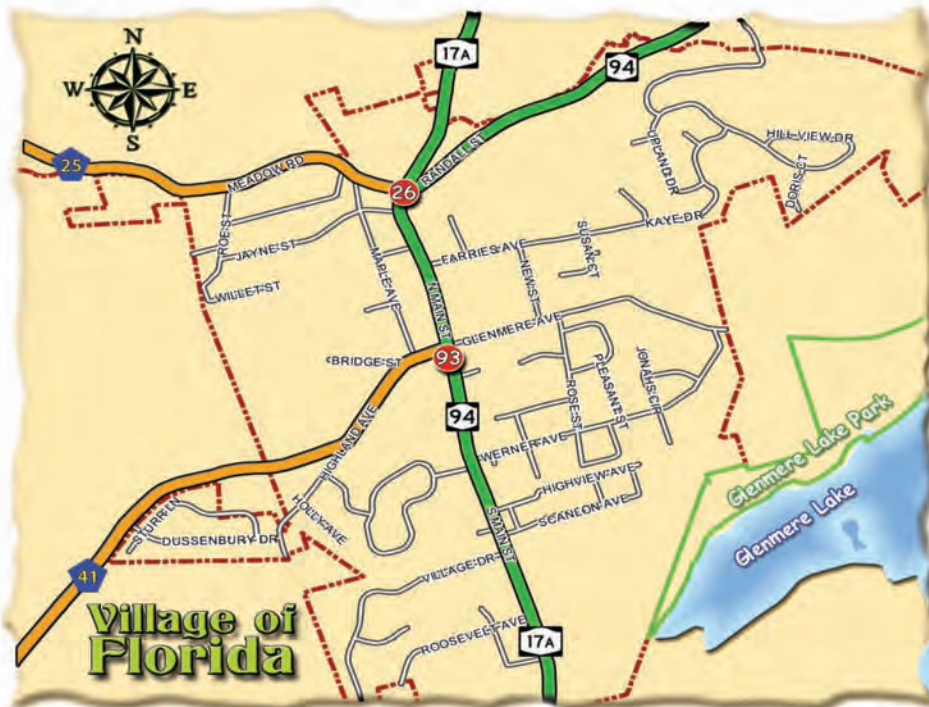 N
W E
S
17A
94
25
MEADOW RD
26
RANDALL ST
UPLAND DR
HILL VIEW DR
DORIS CT
ROE ST
JAYNE ST
WILLET ST
MAPLE AVE
FARRIES AVE
NEW ST
SUSAN CT
KAYE DR
N MAIN ST
GLENMERE AVE
BRIDGE ST
93
94
ROSE ST
PLEASANT ST
JONAHS CIR
HIGHLAND AVE
WERNER AVE
HIGHVIEW AVE
SCANLON AVE
Glenmere Lake Park
Glenmere Lake
STURR LN
DUSSENBURY DR
HOLLY AVE
S MAIN ST
VILLAGE DR
41
ROOSEVELT AVE
17A
Village of
Florida